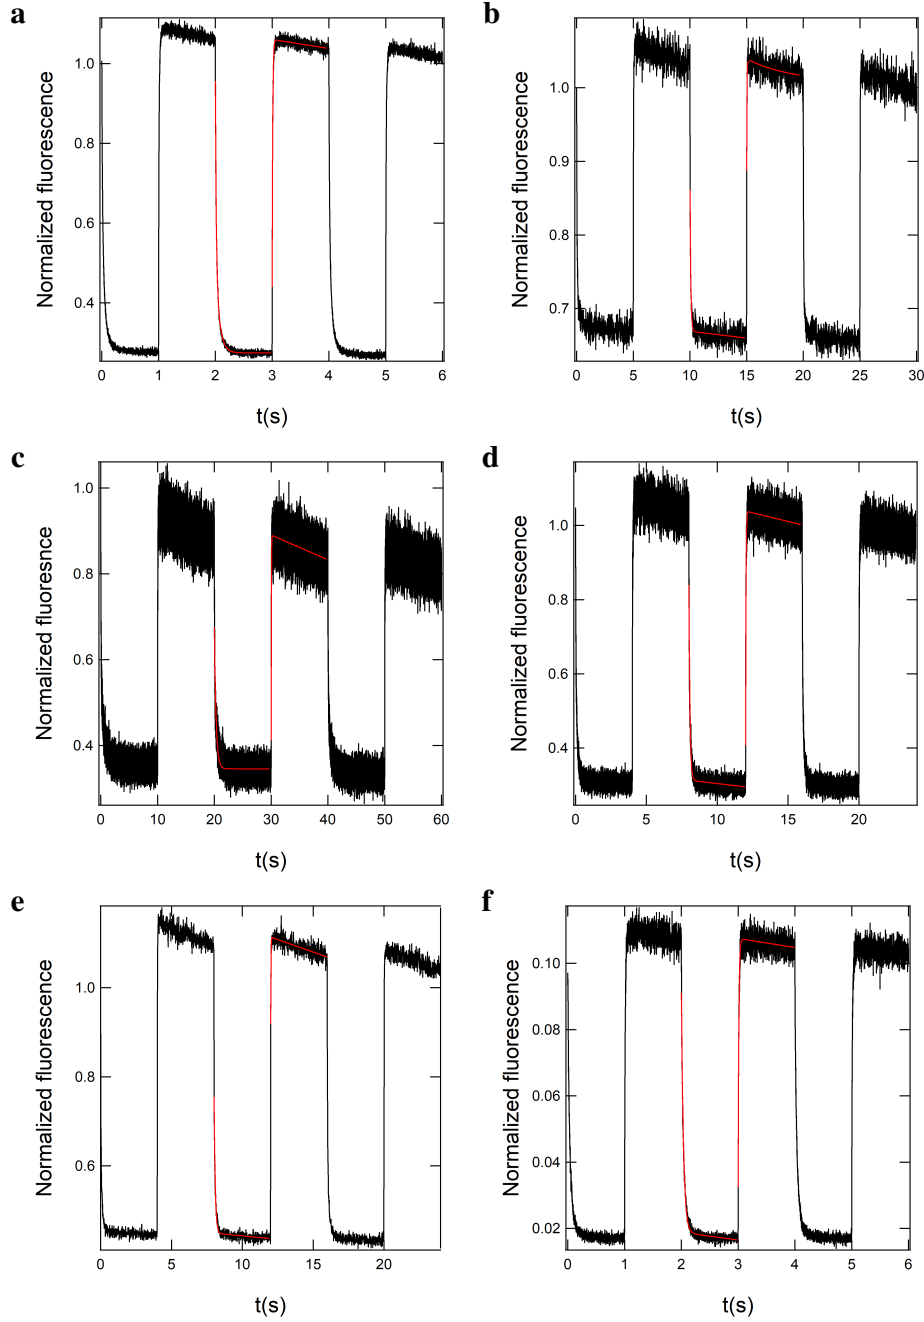 a
Normalized fluorescence
1.0
0.8
0.6
0.4
0 1 2 3 4 5 6
t(s)
b
Normalized fluorescence
1.0
0.9
0.8
0.7
0 5 10 15 20 25 30
t(s)
c
Normalized fluoresnce
1.0
0.8
0.6
0.4
0 10 20 30 40 50 60
t(s)
d
Normalized fluorescence
1.0
0.8
0.6
0.4
0 5 10 15 20
t(s)
e
Normalized fluorescence
1.0
0.8
0.6
0 5 10 15 20
t(s)
f
Normalized fluorescence
0.10
0.08
0.06
0.04
0.02
0 1 2 3 4 5 6
t(s)